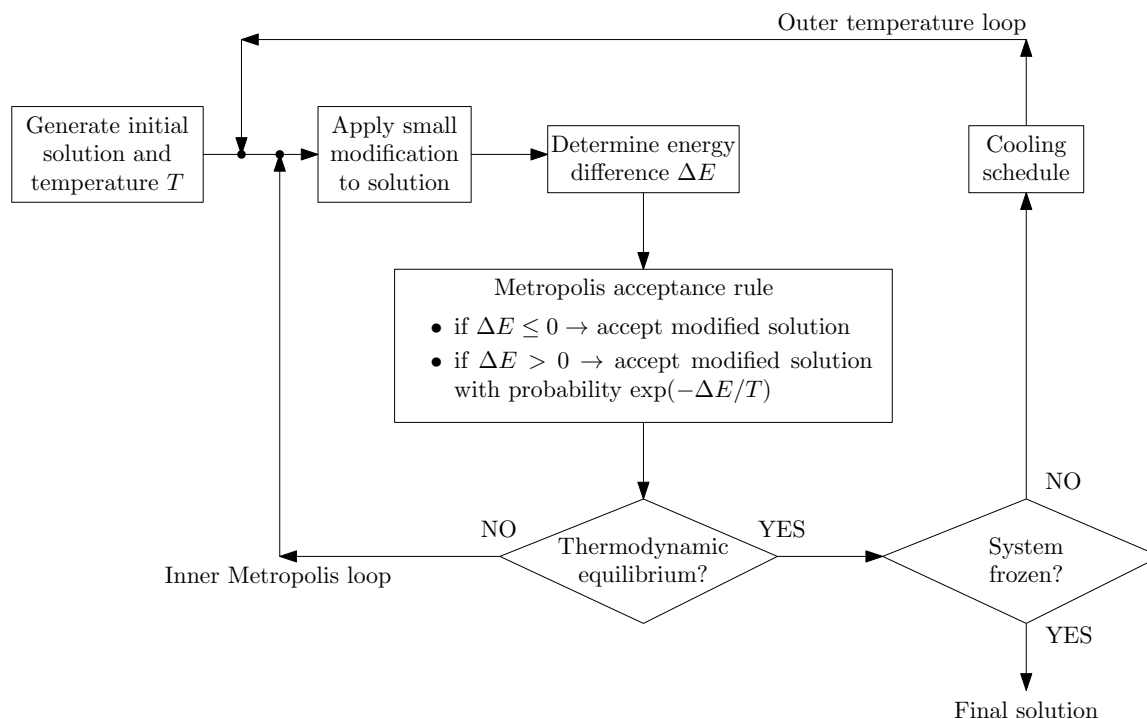 Outer temperature loop
Generate initial
solution and
temperature T
Apply small
modification
to solution
Determine energy
difference ΔE
Cooling
schedule
Metropolis acceptance rule
• if ΔE ≤ 0 → accept modified solution
• if ΔE > 0 → accept modified solution
with probability exp(−ΔE/T)
NO
Thermodynamic
equilibrium?
YES
Inner Metropolis loop
NO
System
frozen?
YES
Final solution